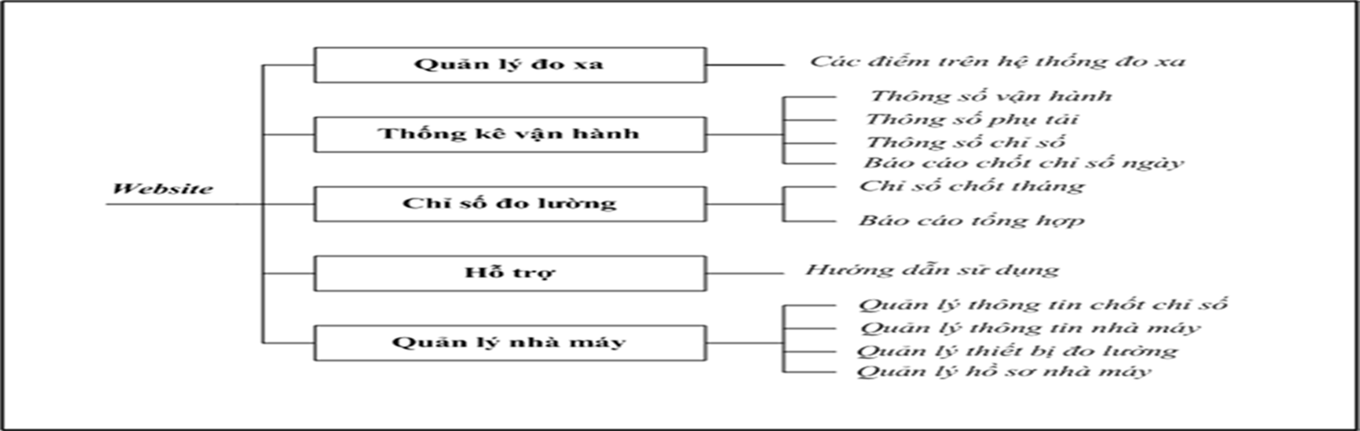 Quản lý đo xa
Các điểm trên hệ thống đo xa
Thống kê vận hành
Thông số vận hành
Thông số phụ tải
Thông số chỉ số
Báo cáo chốt chỉ số ngày
Website
Chỉ số đo lường
Chỉ số chốt tháng
Báo cáo tổng hợp
Hỗ trợ
Hướng dẫn sử dụng
Quản lý nhà máy
Quản lý thông tin chốt chỉ số
Quản lý thông tin nhà máy
Quản lý thiết bị đo lường
Quản lý hồ sơ nhà máy